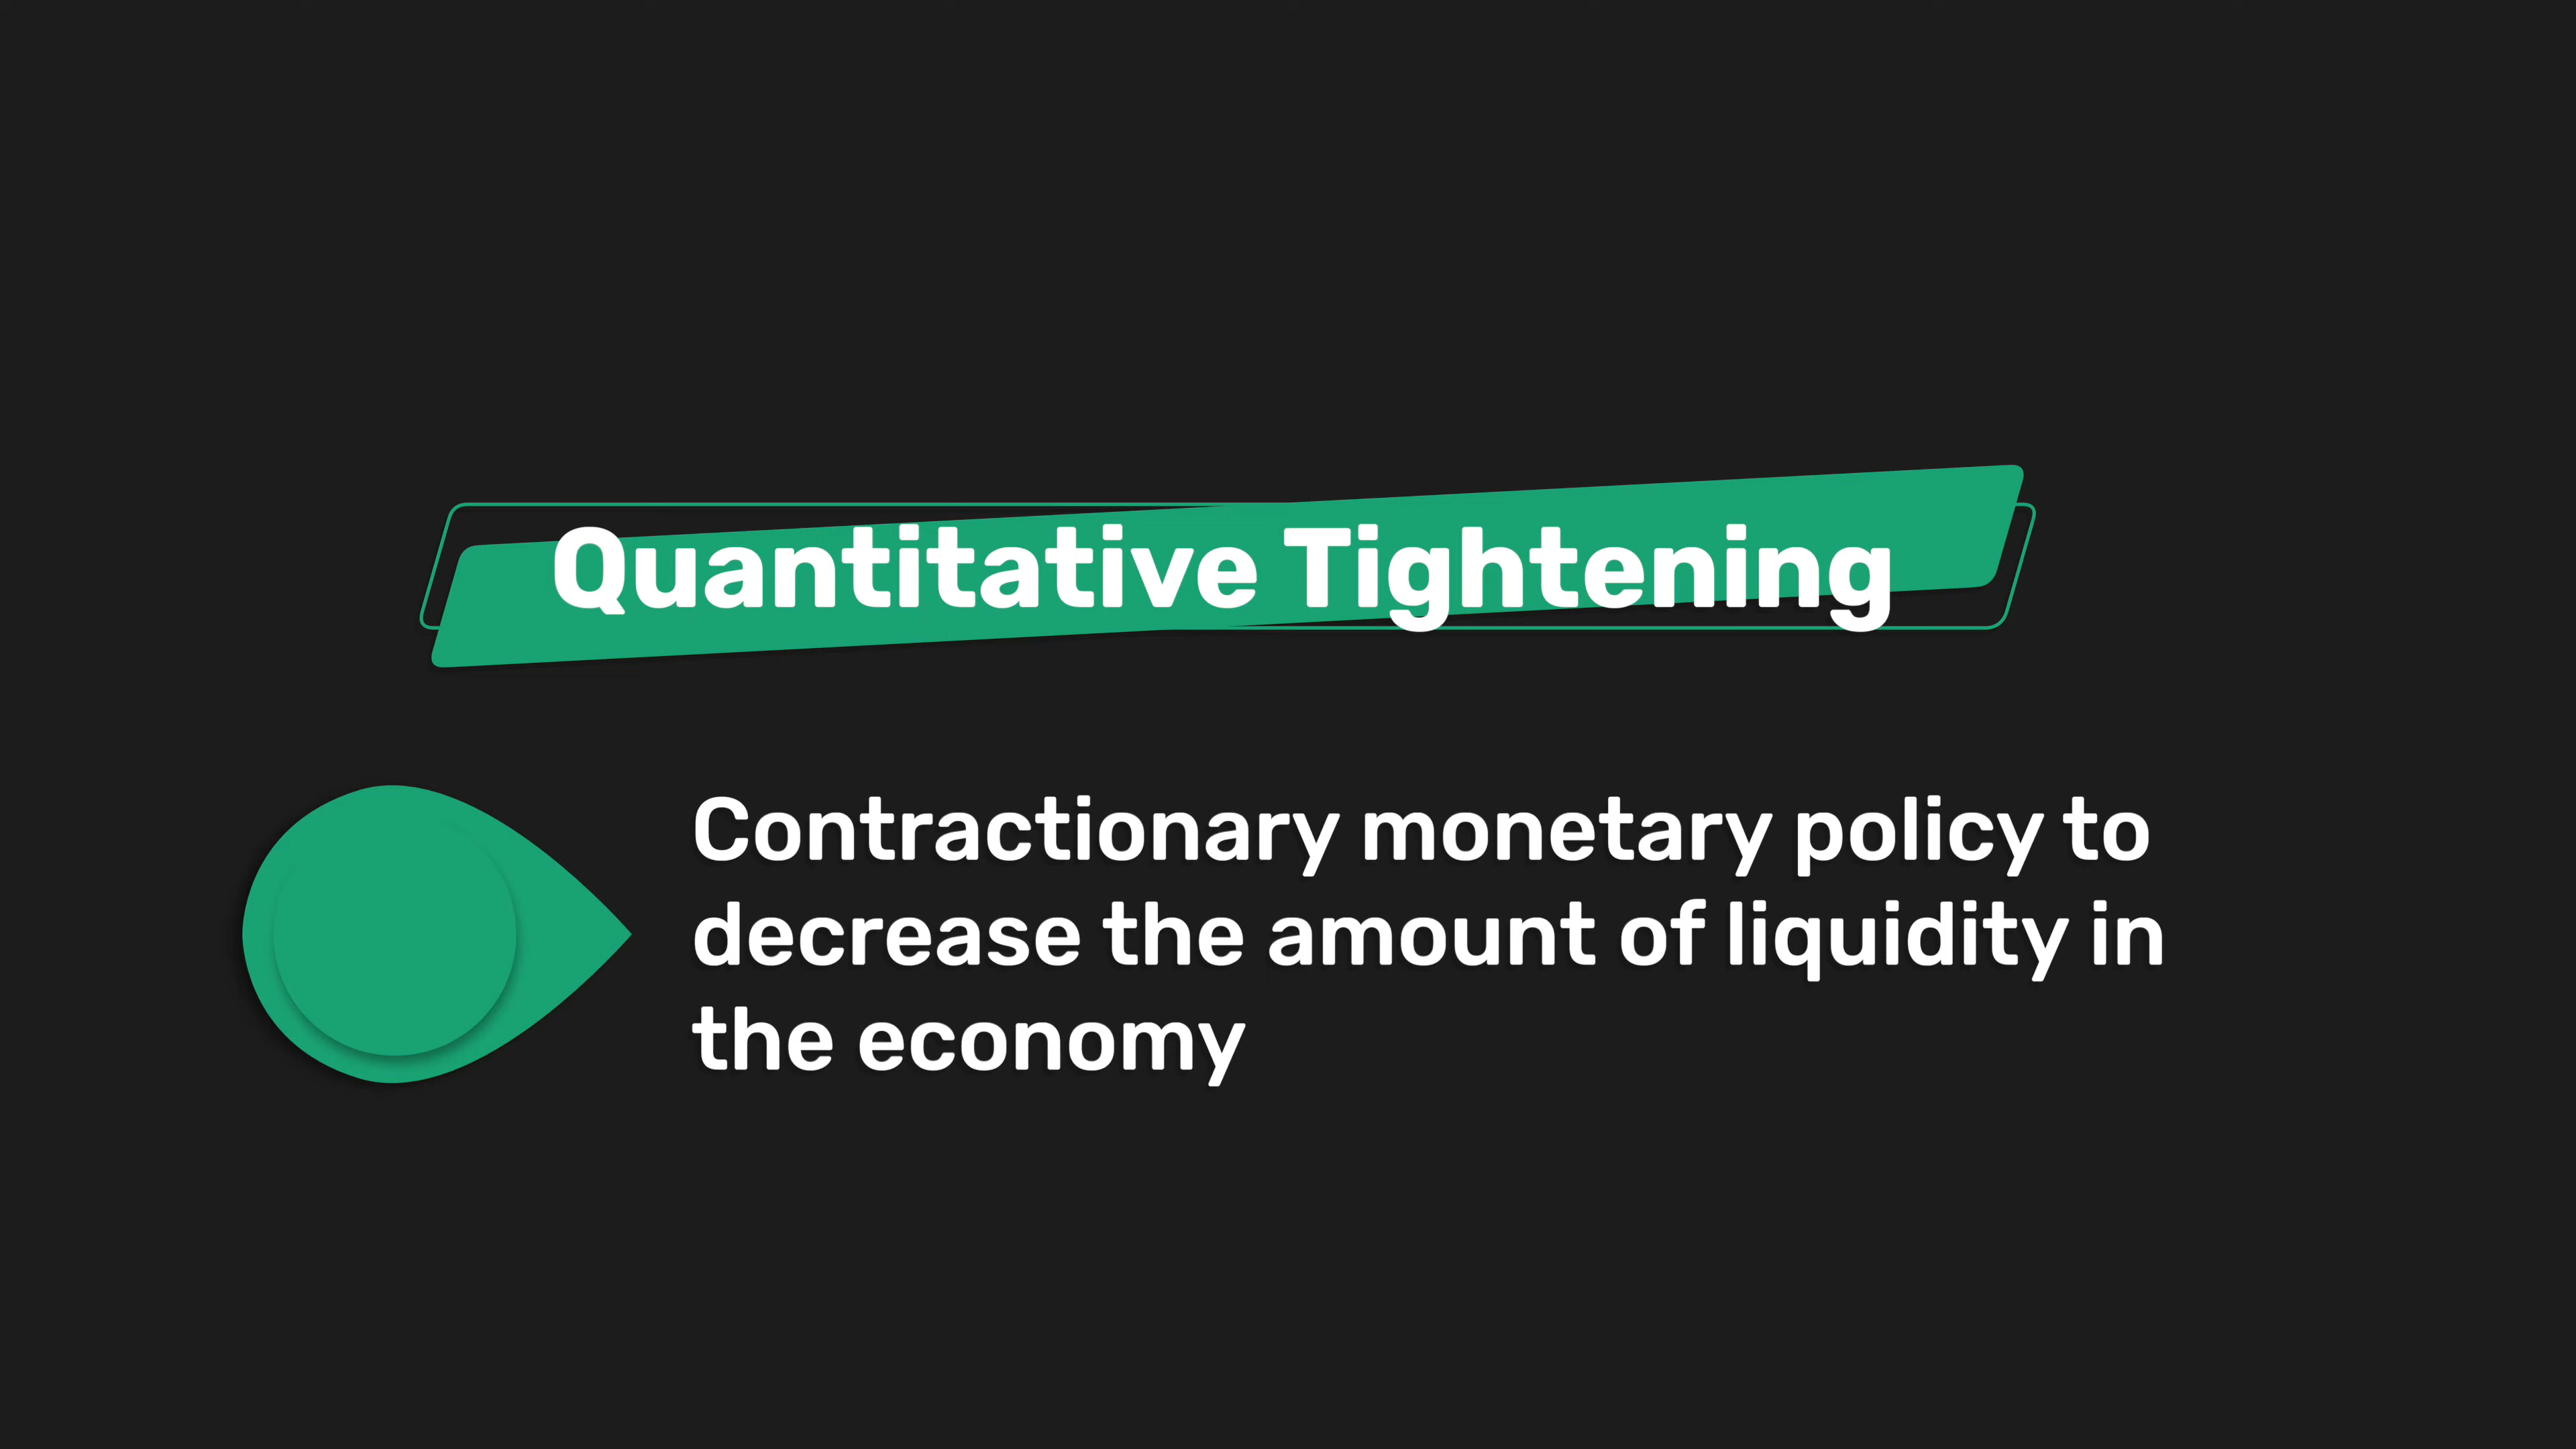 Quantitative Tightening
Contractionary monetary policy to
decrease the amount of liquidity in
the economy